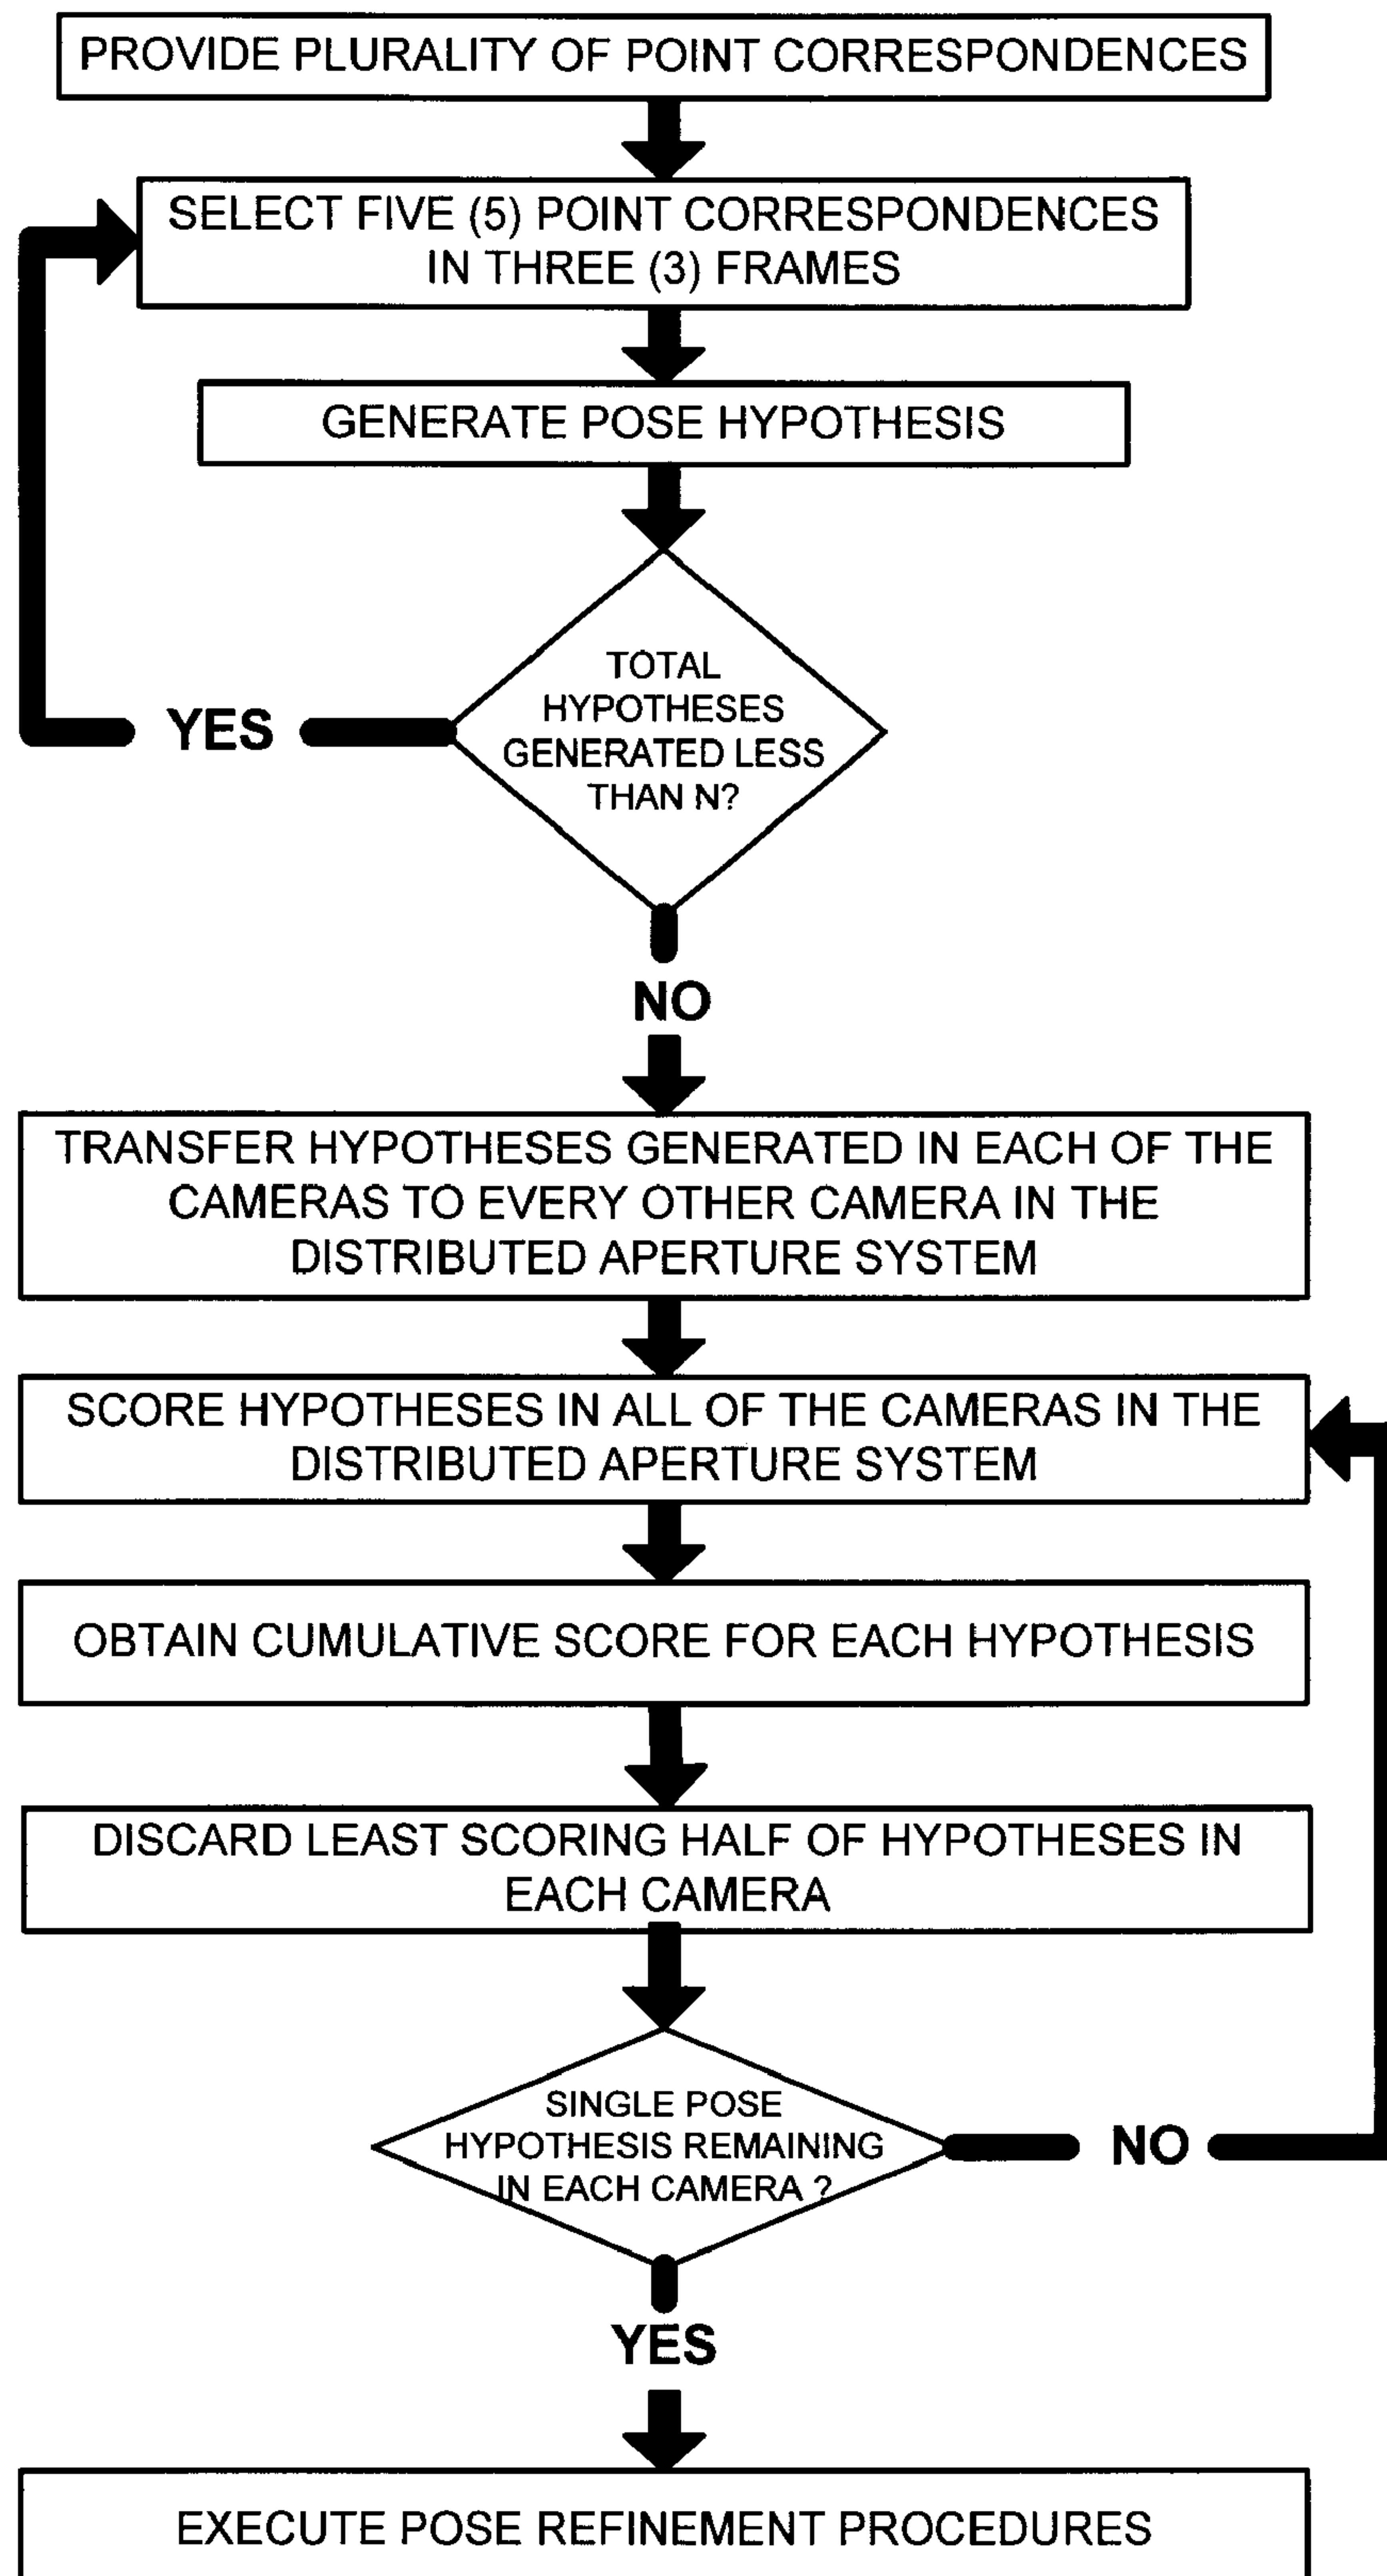 PROVIDE PLURALITY OF POINT CORRESPONDENCES
SELECT FIVE (5) POINT CORRESPONDENCES
IN THREE (3) FRAMES
GENERATE POSE HYPOTHESIS
TOTAL
HYPOTHESES
GENERATED LESS
THAN N?
YES
NO
TRANSFER HYPOTHESES GENERATED IN EACH OF THE
CAMERAS TO EVERY OTHER CAMERA IN THE
DISTRIBUTED APERTURE SYSTEM
SCORE HYPOTHESES IN ALL OF THE CAMERAS IN THE
DISTRIBUTED APERTURE SYSTEM
OBTAIN CUMULATIVE SCORE FOR EACH HYPOTHESIS
DISCARD LEAST SCORING HALF OF HYPOTHESES IN
EACH CAMERA
SINGLE POSE
HYPOTHESIS REMAINING
IN EACH CAMERA ?
NO
YES
EXECUTE POSE REFINEMENT PROCEDURES